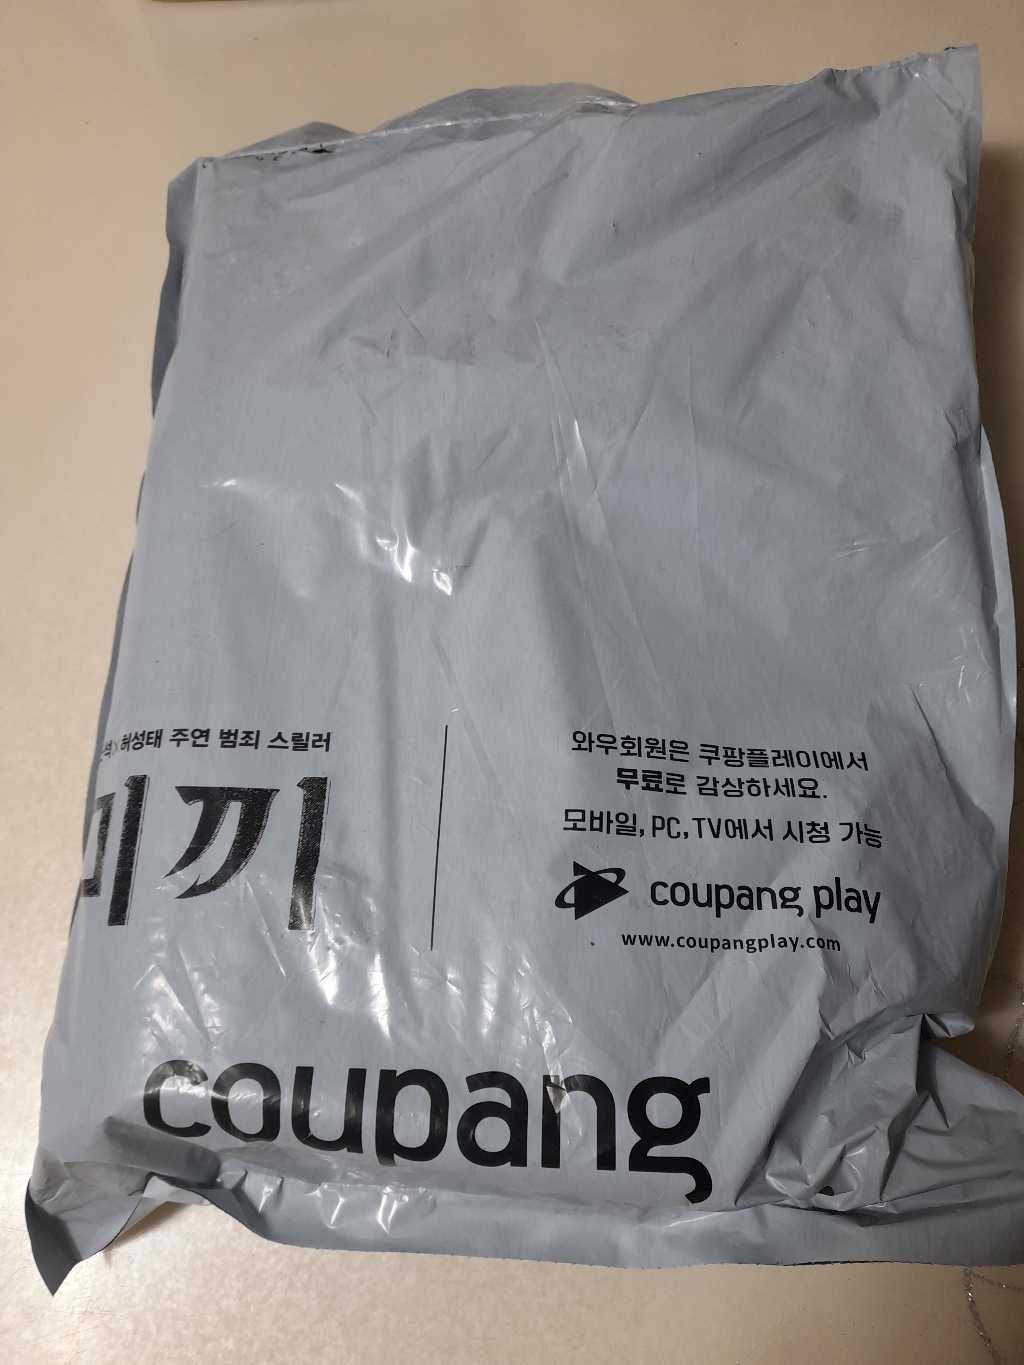 허성태 주연 범죄 스릴러
끼
와우회원은 쿠팡플레이에서
무료로 감상하세요.
모바일, PC, TV에서 시청 가능
coupang play
www.coupangplay.com
coupang